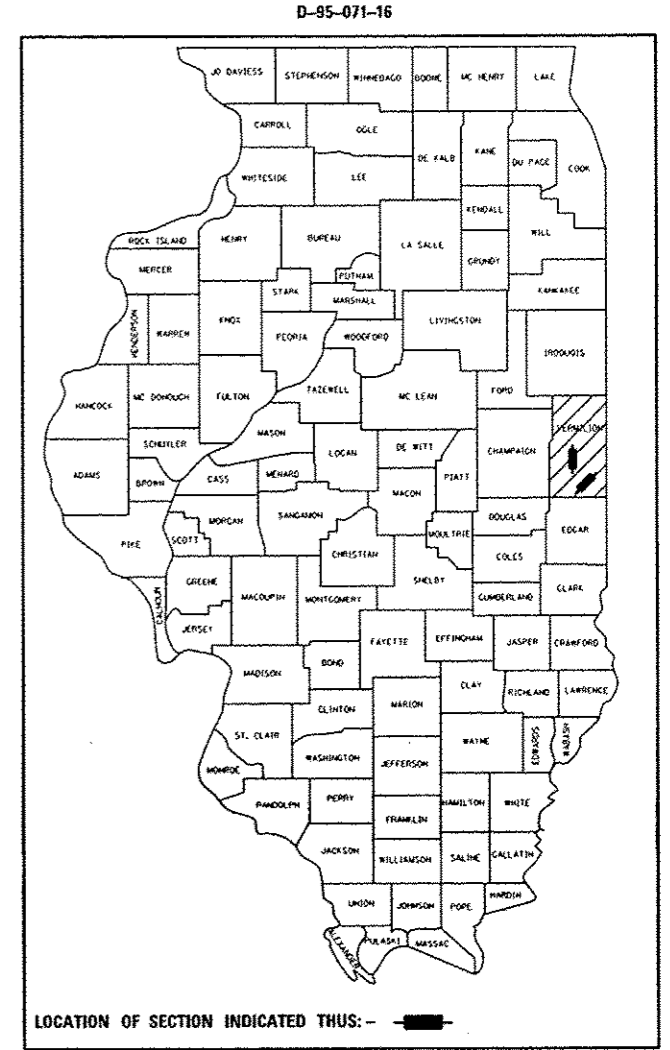 D-95-071-16
JO DAVIESS STEPHENSON WINNEBAGO BOONE MC HENRY LAKE
CARROLL OGLE
DE KALB KANE DU PAGE COOK
WHITESIDE LEE
KENDALL WILL
ROCK ISLAND HENRY BUREAU LA SALLE
GRUNDY
MERCER PUTNAM
STARK MARSHALL KANKAKEE
HENDERSON WARREN KNOX PEORIA WOODFORD LIVINGSTON
IROQUOIS
HANCOCK MC DONOUGH FULTON TAZEWELL MC LEAN FORD
VERMILION
SCHUYLER MASON LOGAN DE WITT CHAMPAIGN
ADAMS BROWN CASS MENARD PIATT
MACON
MORGAN SANGAMON DOUGLAS
PIKE SCOTT CHRISTIAN MOULTRIE EDGAR
COLES
GREENE SHELBY
CALHOUN MACOUPIN MONTGOMERY CUMBERLAND CLARK
JERSEY
FAYETTE EFFINGHAM JASPER CRAWFORD
MADISON BOND
CLAY RICHLAND LAWRENCE
CLINTON MARION
ST. CLAIR WAYNE EDWARDS WABASH
WASHINGTON JEFFERSON
MONROE
RANDOLPH PERRY HAMILTON WHITE
FRANKLIN
JACKSON WILLIAMSON SALINE GALLATIN
UNION JOHNSON POPE HARDIN
ALEXANDER PULASKI MASSAC
LOCATION OF SECTION INDICATED THUS:-